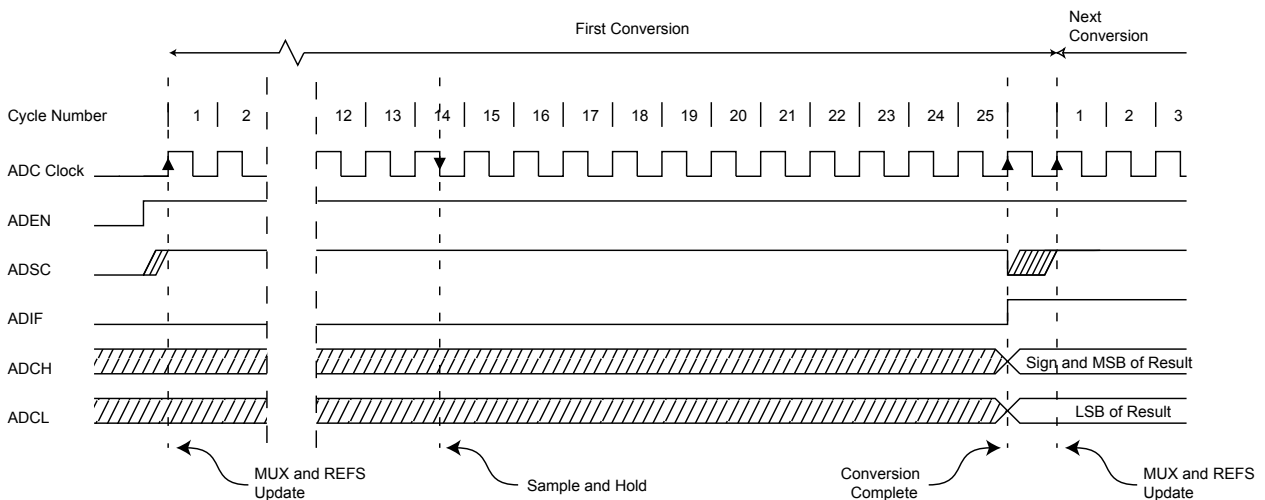 First Conversion
Next
Conversion
Cycle Number 1 2 12 13 14 15 16 17 18 19 20 21 22 23 24 25 1 2 3
ADC Clock
ADEN
ADSC
ADIF
ADCH Sign and MSB of Result
ADCL LSB of Result
MUX and REFS
Update
Sample and Hold
Conversion
Complete
MUX and REFS
Update